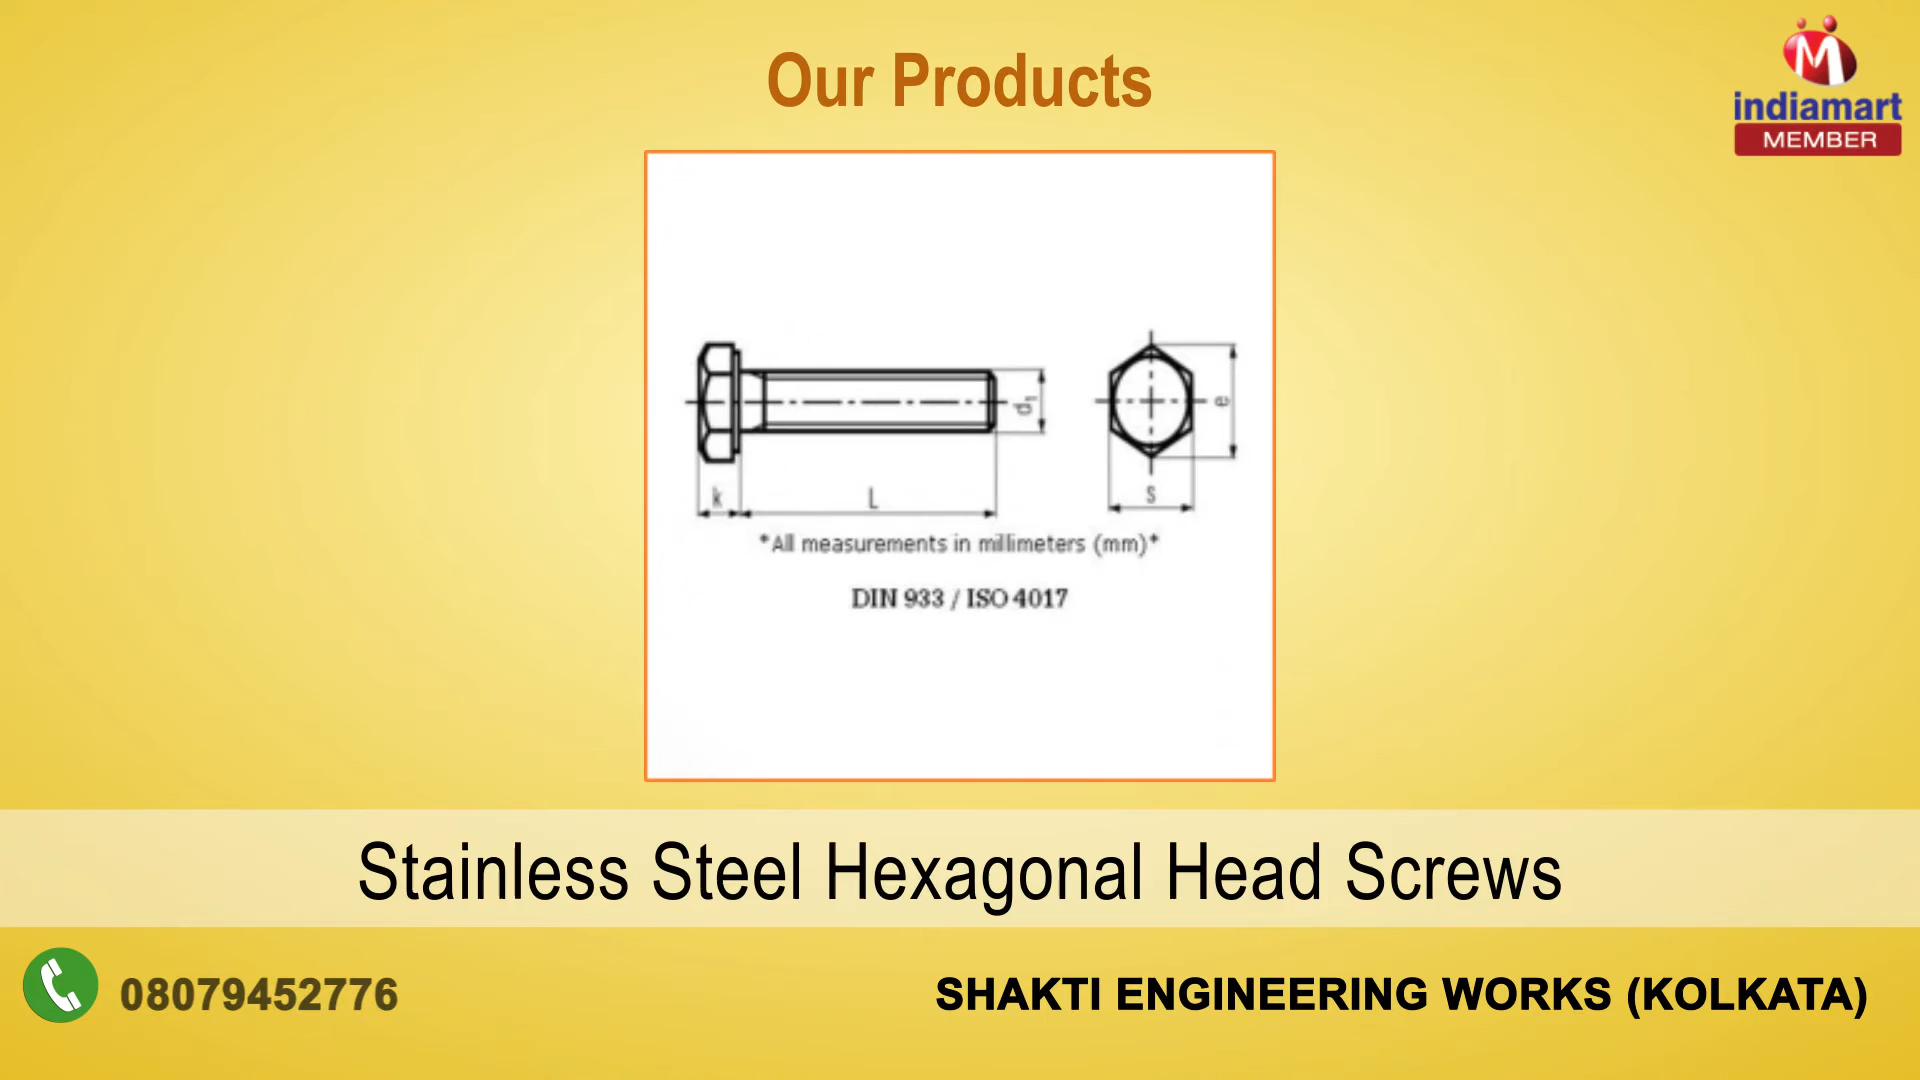 Our Products
indiamart
MEMBER
d1
e
k
L
s
*All measurements in millimeters (mm)*
DIN 933 / ISO 4017
Stainless Steel Hexagonal Head Screws
08079452776
SHAKTI ENGINEERING WORKS (KOLKATA)